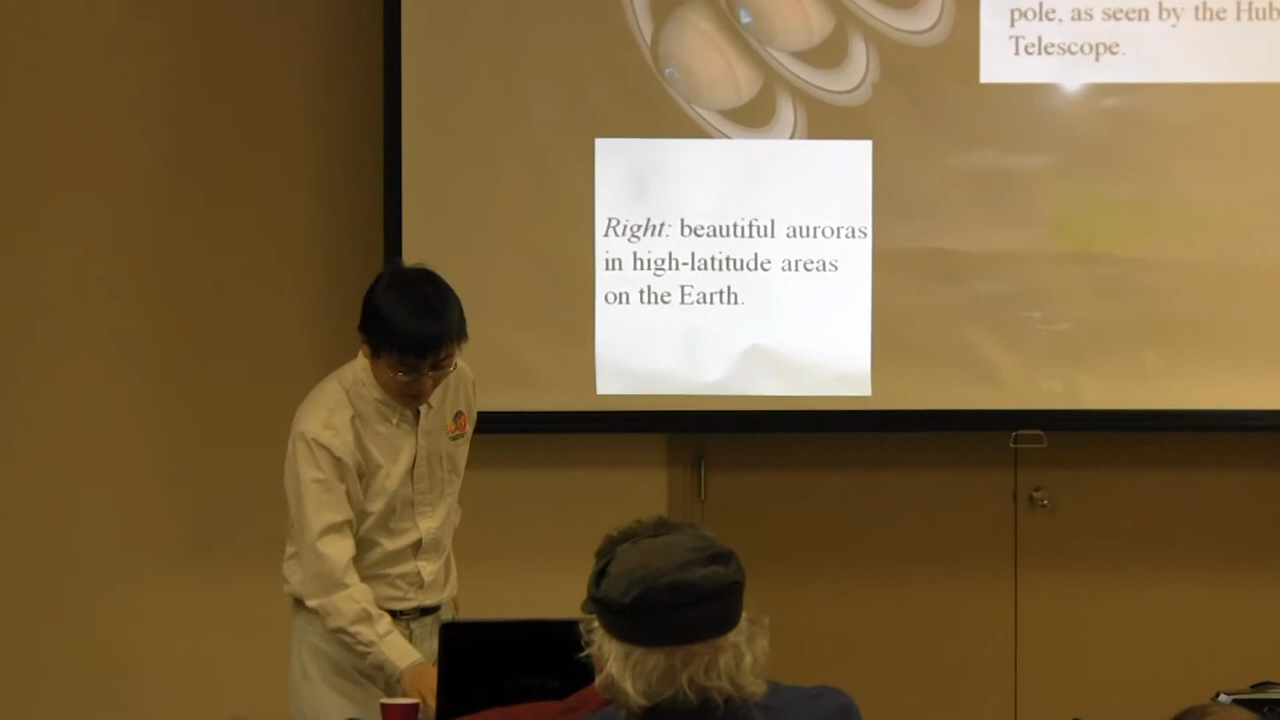 pole, as seen by the Hub
Telescope.
Right: beautiful auroras
in high-latitude areas
on the Earth.